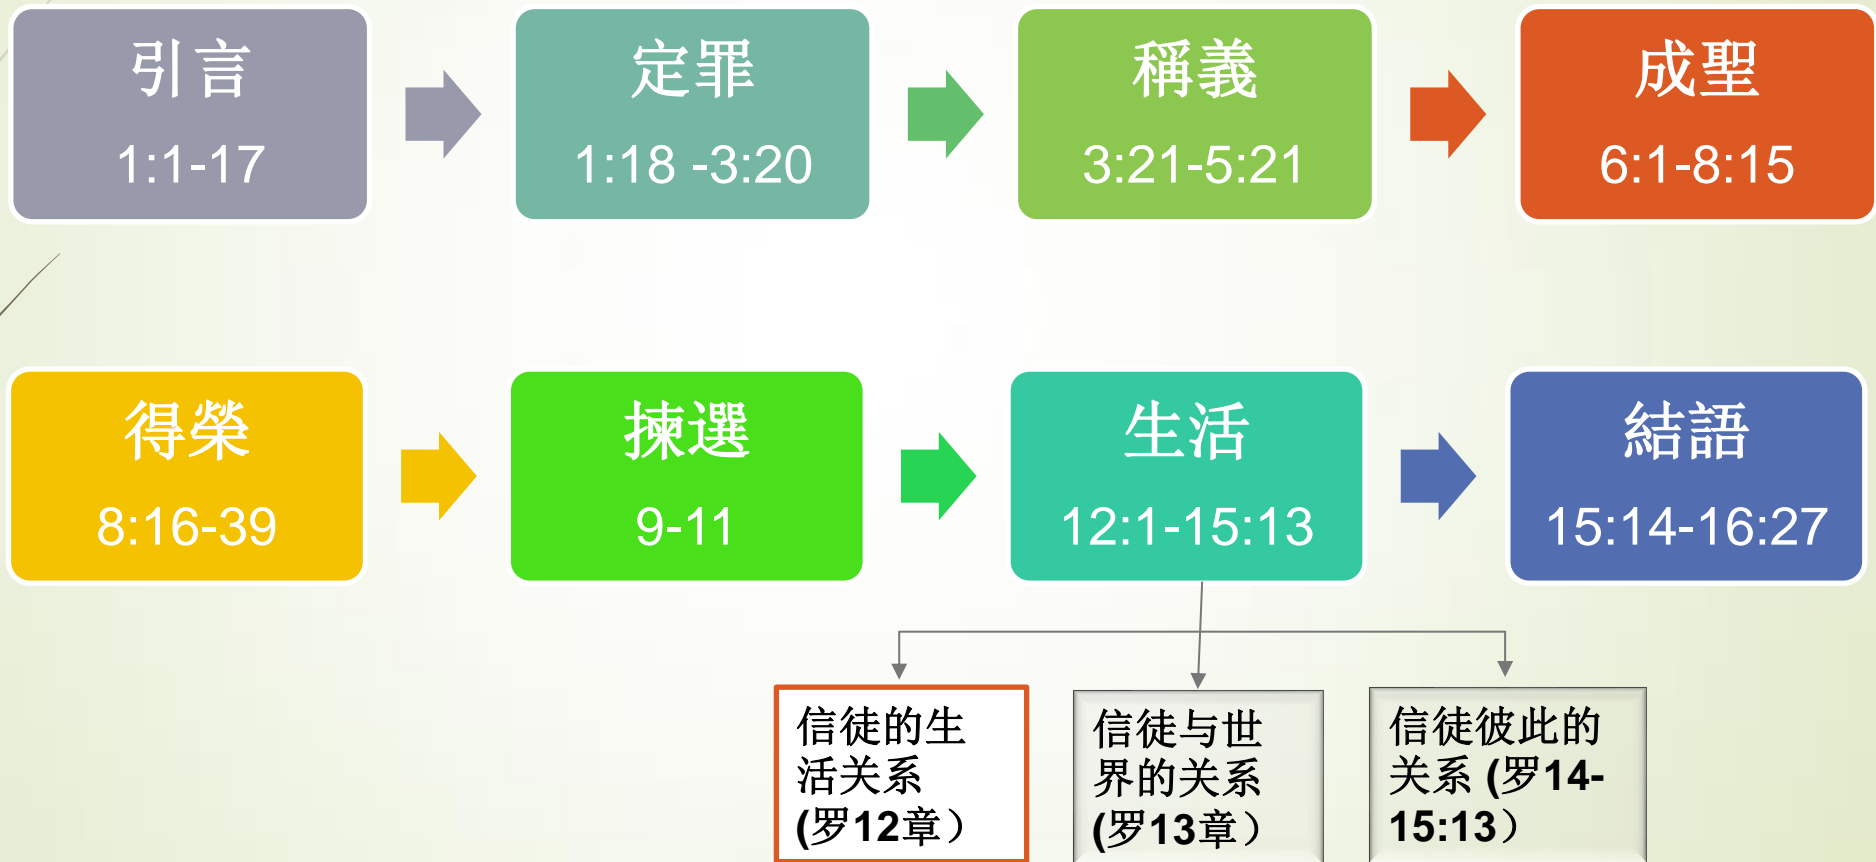 引言
1:1-17
定罪
1:18 -3:20
稱義
3:21-5:21
成聖
6:1-8:15
得榮
8:16-39
揀選
9-11
生活
12:1-15:13
結語
15:14-16:27
信徒的生
活关系
(罗12章）
信徒与世
界的关系
(罗13章）
信徒彼此的
关系 (罗14-
15:13）